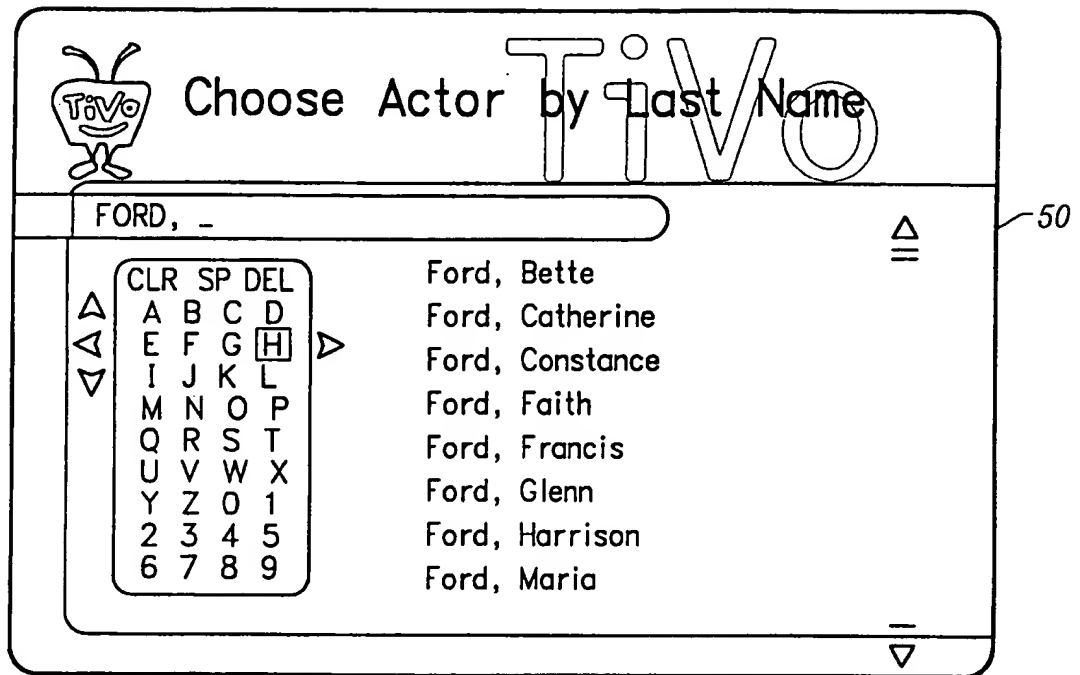 TiVo
TiVo
Choose Actor by Last Name
FORD, _
50
CLR SP DEL
A B C D
E F G H
I J K L
M N O P
Q R S T
U V W X
Y Z 0 1
2 3 4 5
6 7 8 9
Ford, Bette
Ford, Catherine
Ford, Constance
Ford, Faith
Ford, Francis
Ford, Glenn
Ford, Harrison
Ford, Maria